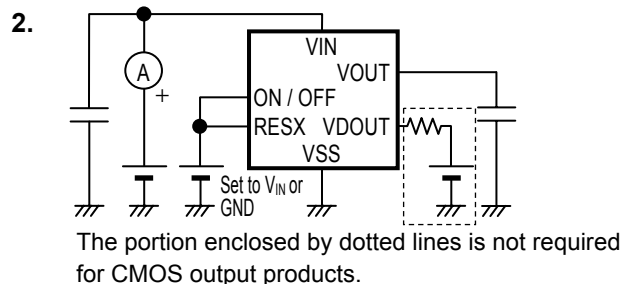 2.
VIN
A
VOUT
+
ON / OFF
RESX VDOUT
VSS
Set to VIN or
GND
The portion enclosed by dotted lines is not required
for CMOS output products.